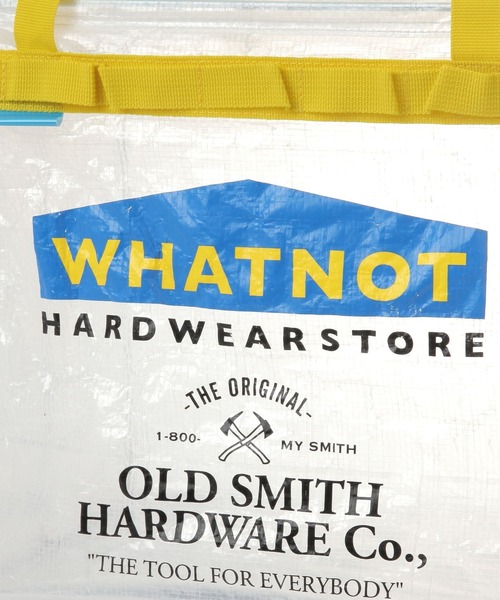 WHATNOT
HARDWEARSTORE
-THE ORIGINAL-
1-800- MY SMITH
OLD SMITH
HARDWARE Co.,
"THE TOOL FOR EVERYBODY"